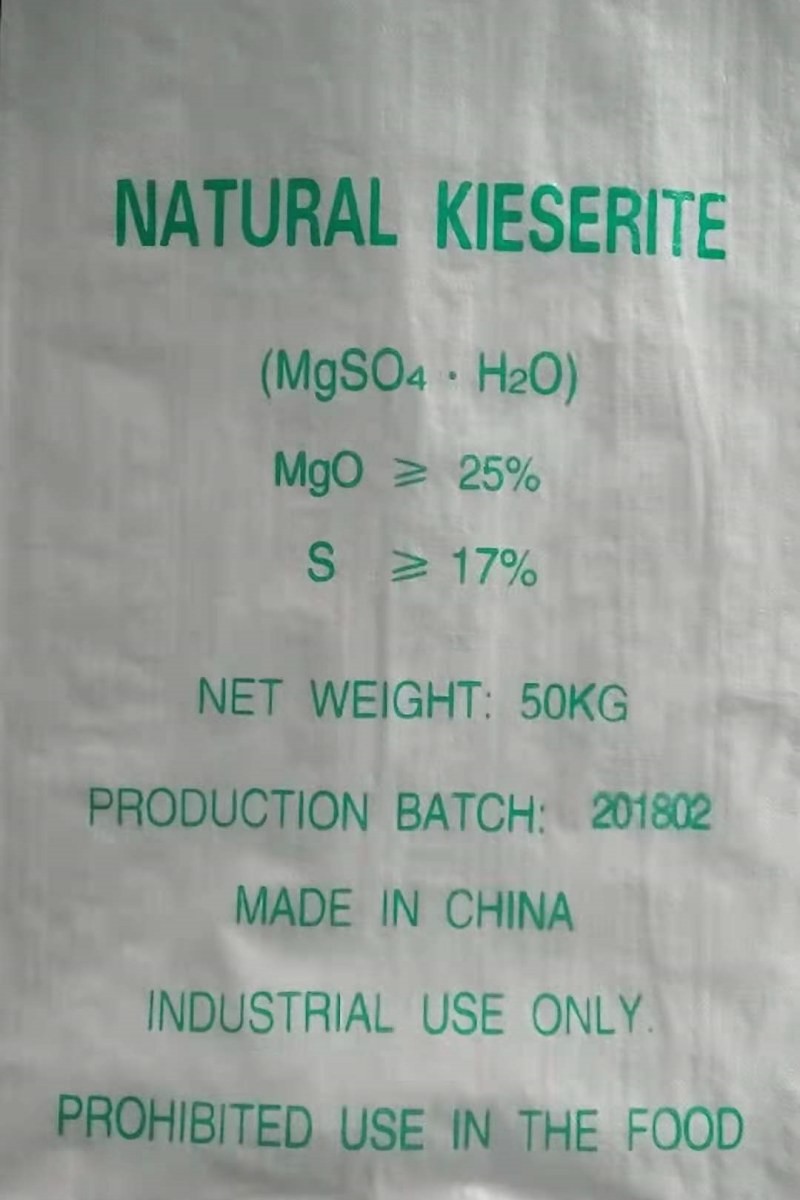 NATURAL KIESERITE
(MgSO4 · H2O)
MgO ⩾ 25%
S ⩾ 17%
NET WEIGHT: 50KG
PRODUCTION BATCH: 201802
MADE IN CHINA
INDUSTRIAL USE ONLY.
PROHIBITED USE IN THE FOOD